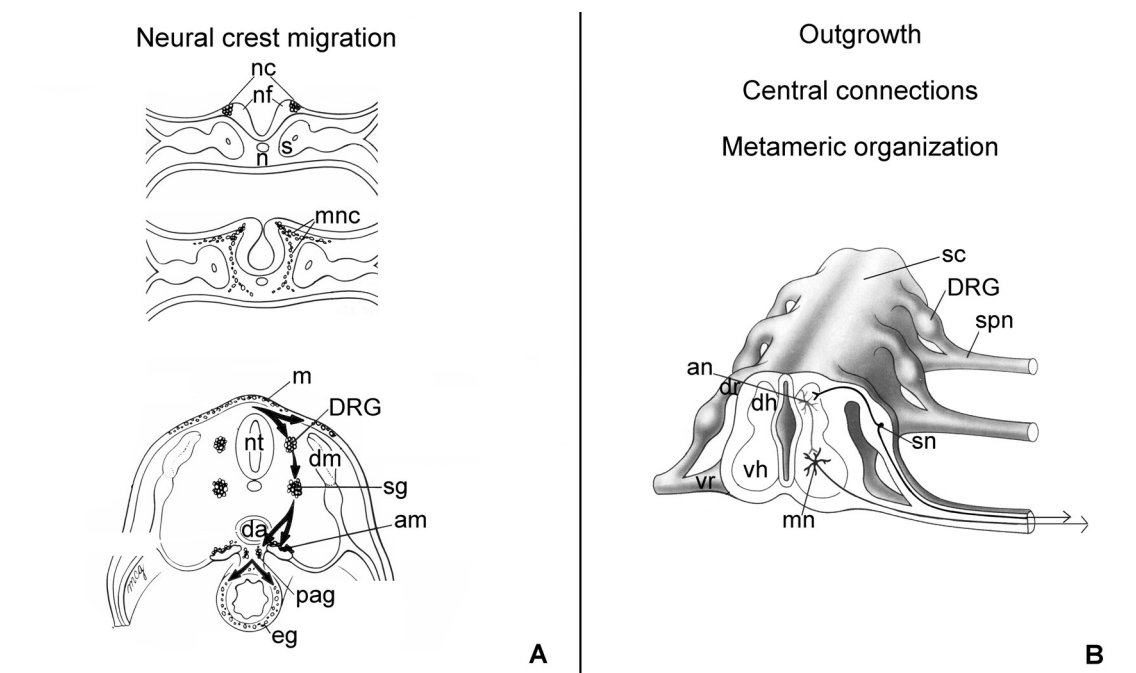 Neural crest migration
nc
nf
s
n
mnc
m
DRG
nt
dm
sg
am
da
pag
eg
mcg
A
Outgrowth
Central connections
Metameric organization
sc
DRG
spn
an
dr
dh
sn
vh
vr
mn
B